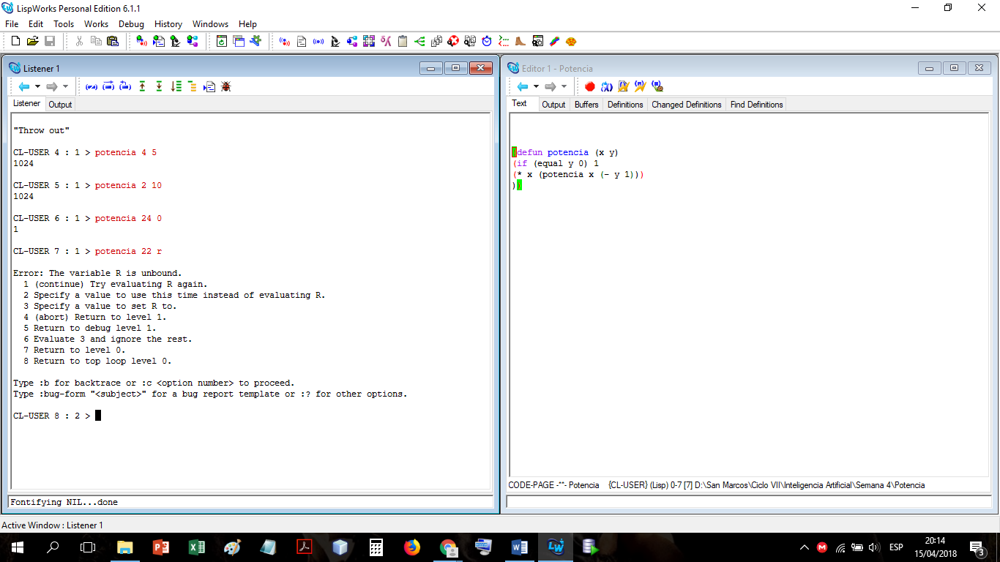 LispWorks Personal Edition 6.1.1
File Edit Tools Works Debug History Windows Help
Listener 1
Listener Output
"Throw out"
CL-USER 4 : 1 > potencia 4 5
1024
CL-USER 5 : 1 > potencia 2 10
1024
CL-USER 6 : 1 > potencia 24 0
1
CL-USER 7 : 1 > potencia 22 r
Error: The variable R is unbound.
1 (continue) Try evaluating R again.
2 Specify a value to use this time instead of evaluating R.
3 Specify a value to set R to.
4 (abort) Return to level 1.
5 Return to debug level 1.
6 Evaluate 3 and ignore the rest.
7 Return to level 0.
8 Return to top loop level 0.
Type :b for backtrace or :c <option number> to proceed.
Type :bug-form "<subject>" for a bug report template or :? for other options.
CL-USER 8 : 2 >
Fontifying NIL...done
Editor 1 - Potencia
Text Output Buffers Definitions Changed Definitions Find Definitions
(defun potencia (x y)
(if (equal y 0) 1
(* x (potencia x (- y 1)))
))
CODE-PAGE -**- Potencia {CL-USER} (Lisp) 0-7 [7] D:\San Marcos\Ciclo VII\Inteligencia Artificial\Semana 4\Potencia
Active Window : Listener 1
ESP
20:14
15/04/2018
3